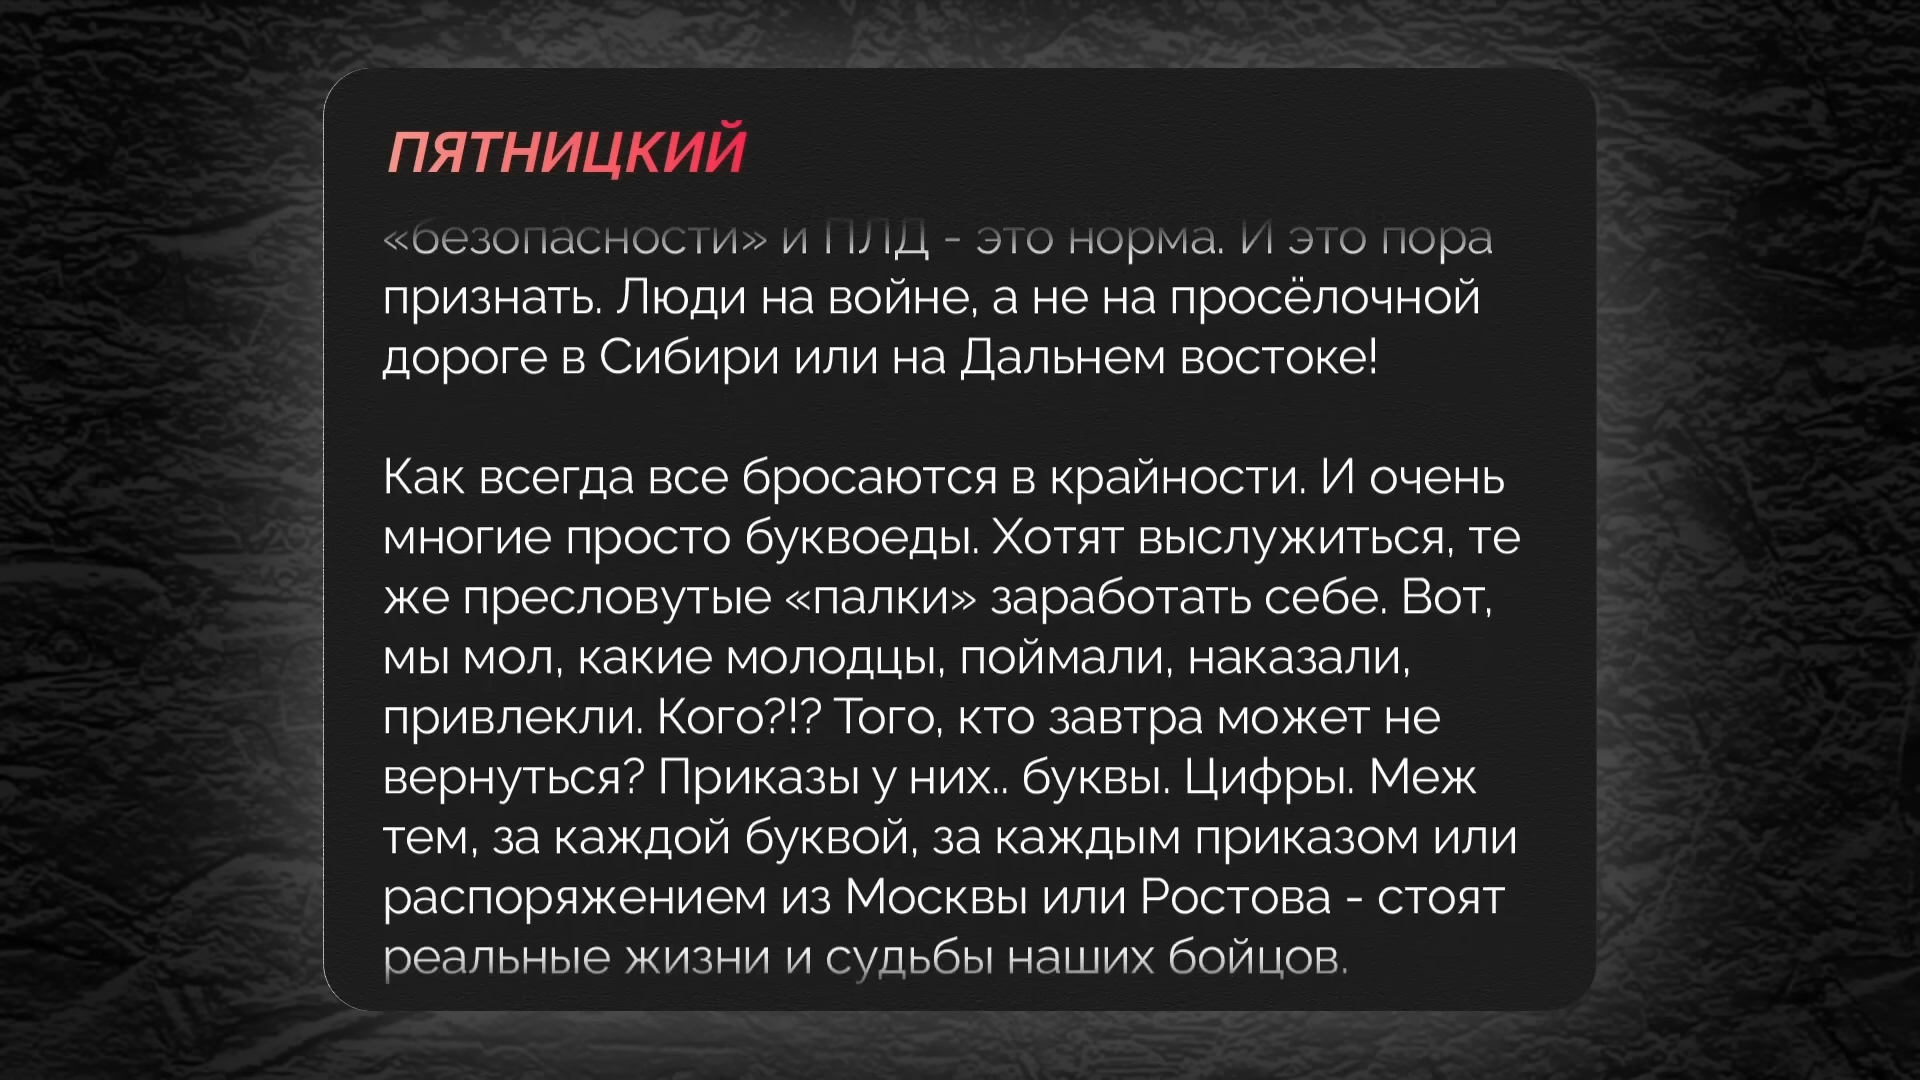 ПЯТНИЦКИЙ
«безопасности» и ПЛД - это норма. И это пора
признать. Люди на войне, а не на просёлочной
дороге в Сибири или на Дальнем востоке!
Как всегда все бросаются в крайности. И очень
многие просто буквоеды. Хотят выслужиться, те
же пресловутые «палки» заработать себе. Вот,
мы мол, какие молодцы, поймали, наказали,
привлекли. Кого?!? Того, кто завтра может не
вернуться? Приказы у них.. буквы. Цифры. Меж
тем, за каждой буквой, за каждым приказом или
распоряжением из Москвы или Ростова - стоят
реальные жизни и судьбы наших бойцов.